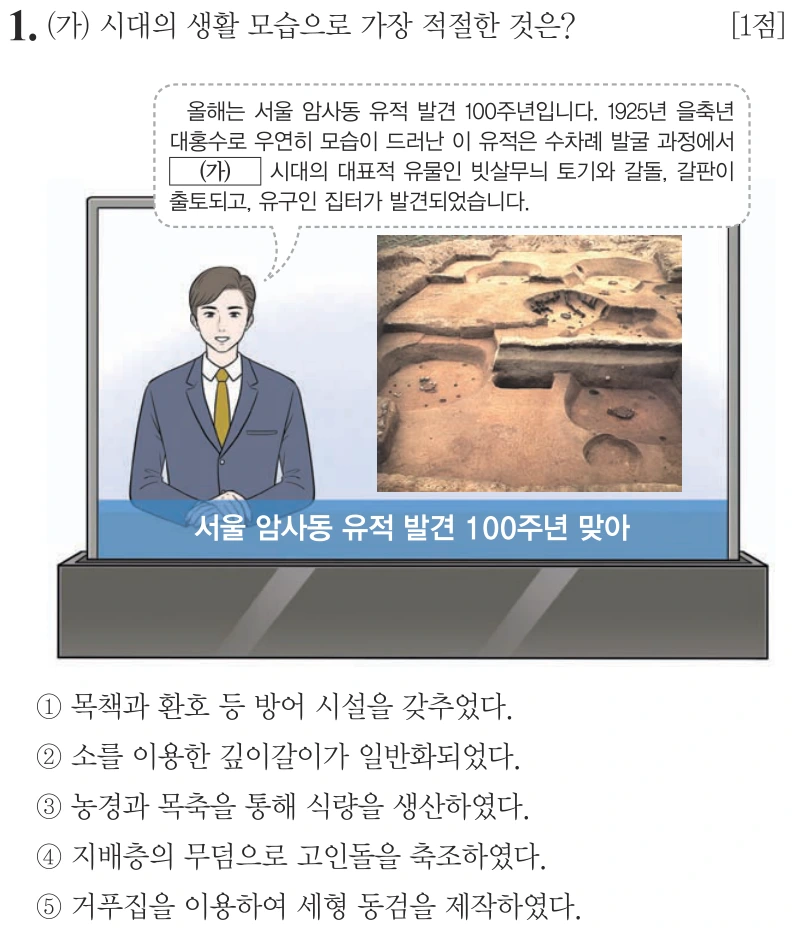 1. (가) 시대의 생활 모습으로 가장 적절한 것은? [1점]
올해는 서울 암사동 유적 발견 100주년입니다. 1925년 을축년
대홍수로 우연히 모습이 드러난 이 유적은 수차례 발굴 과정에서
(가) 시대의 대표적 유물인 빗살무늬 토기와 갈돌, 갈판이
출토되고, 유구인 집터가 발견되었습니다.
서울 암사동 유적 발견 100주년 맞아
① 목책과 환호 등 방어 시설을 갖추었다.
② 소를 이용한 깊이갈이가 일반화되었다.
③ 농경과 목축을 통해 식량을 생산하였다.
④ 지배층의 무덤으로 고인돌을 축조하였다.
⑤ 거푸집을 이용하여 세형 동검을 제작하였다.